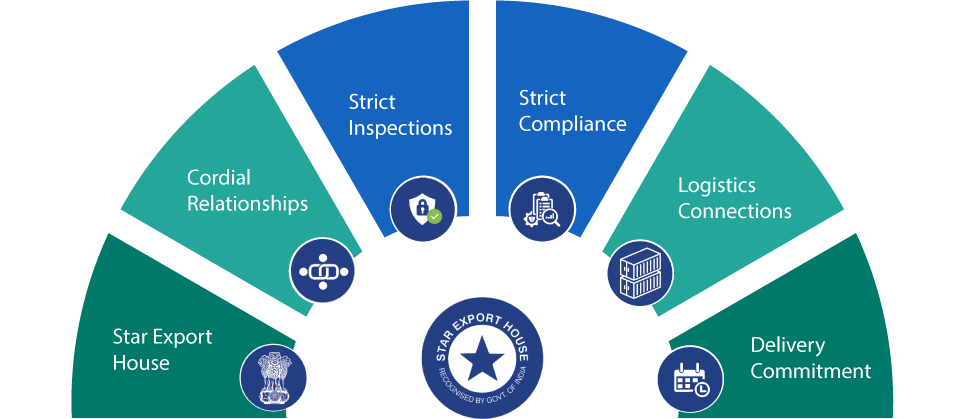 Strict
Inspections
Strict
Compliance
Cordial
Relationships
Logistics
Connections
Star Export
House
STAR EXPORT HOUSE
RECOGNISED BY GOVT. OF INDIA
Delivery
Commitment